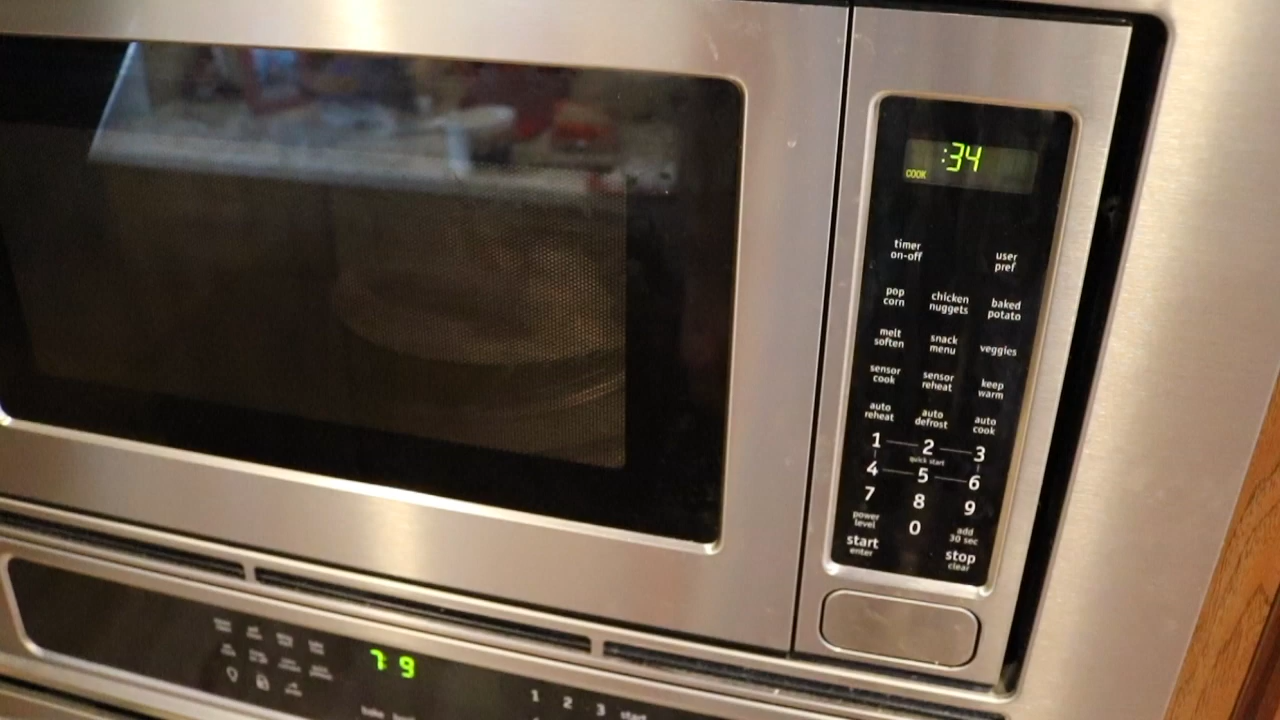 :34
COOK
timer
on-off
user
pref
pop
corn
chicken
nuggets
baked
potato
melt
soften
snack
menu
veggies
sensor
cook
sensor
reheat
keep
warm
auto
reheat
auto
defrost
auto
cook
1 2 3
quick start
4 5 6
7 8 9
power
level
0
add
30 sec
start
enter
stop
clear
7 9
1 2 3 start
bake